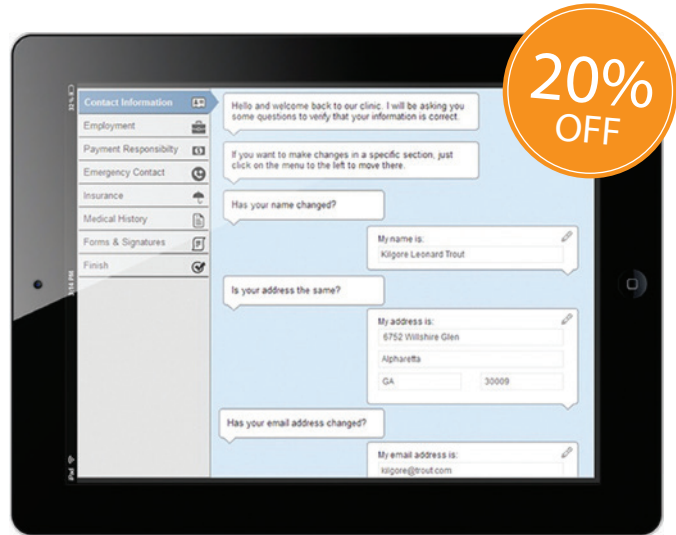 20%
OFF
32%
Contact Information
Employment
Payment Responsibilty
Emergency Contact
Insurance
Medical History
Forms & Signatures
Finish
Hello and welcome back to our clinic. I will be asking you
some questions to verify that your information is correct.
If you want to make changes in a specific section, just
click on the menu to the left to move there.
Has your name changed?
My name is:
Kilgore Leonard Trout
Is your address the same?
My address is:
6752 Willshire Glen
Alpharetta
GA 30009
Has your email address changed?
My email address is:
kilgore@trout.com
iPad